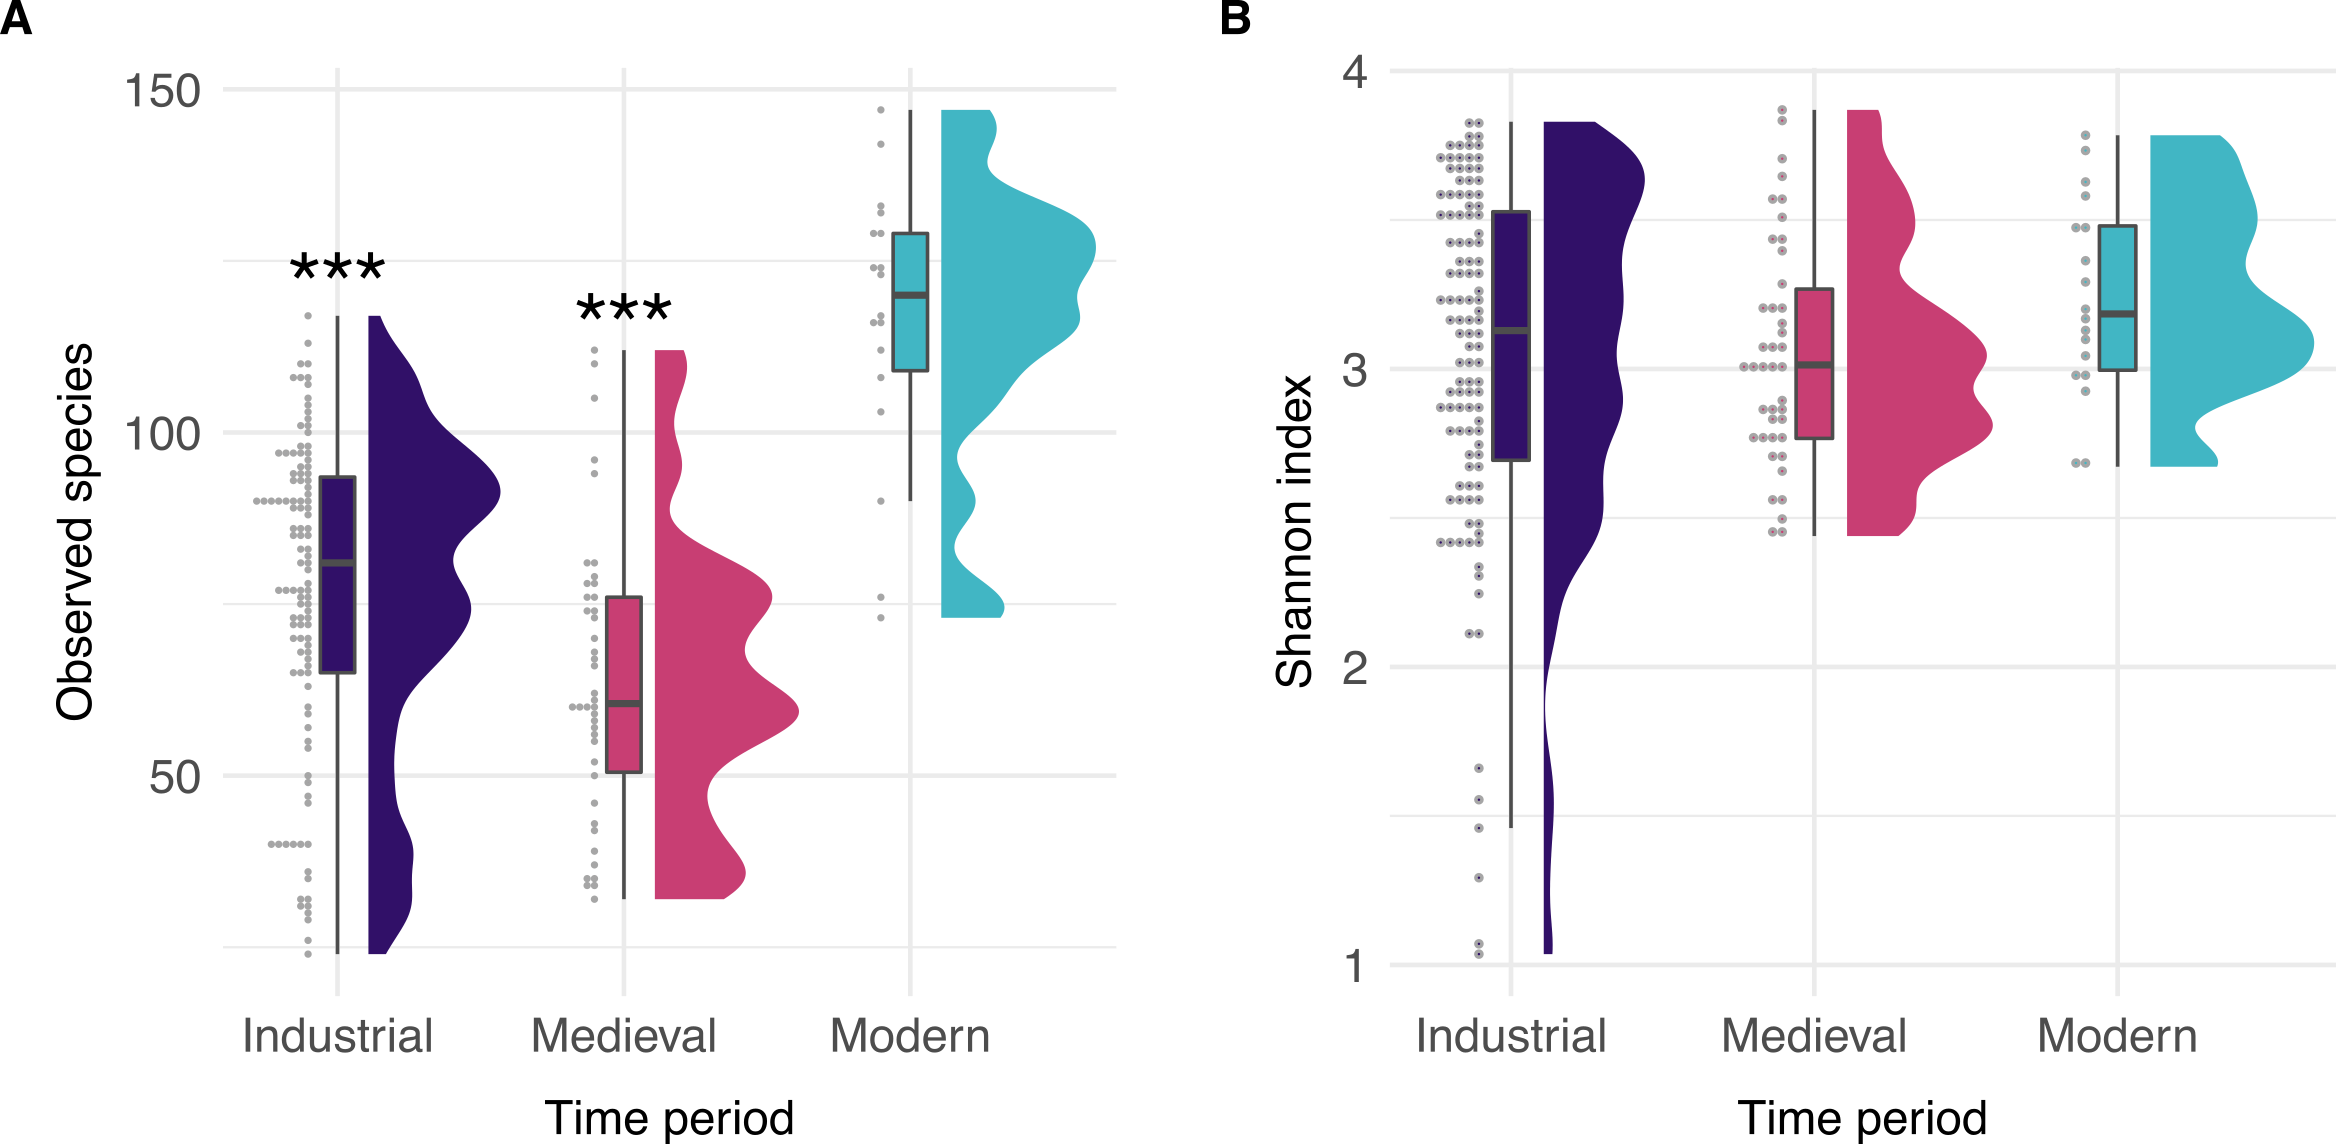 A
Observed species
150
100
50
***
***
Industrial
Medieval
Modern
Time period
B
Shannon index
4
3
2
1
Industrial
Medieval
Modern
Time period